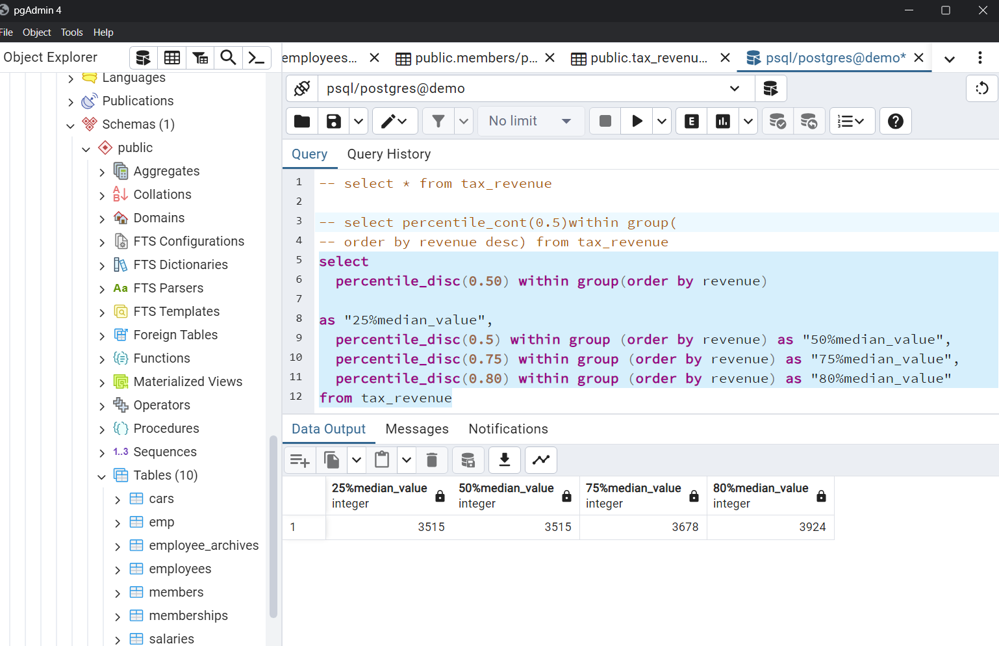 pgAdmin 4
File Object Tools Help
Object Explorer
employees...
public.members/p...
public.tax_revenu...
psql/postgres@demo*
Languages
Publications
Schemas (1)
public
Aggregates
Collations
Domains
FTS Configurations
FTS Dictionaries
Aa FTS Parsers
FTS Templates
Foreign Tables
Functions
Materialized Views
Operators
Procedures
1..3 Sequences
Tables (10)
cars
emp
employee_archives
employees
members
memberships
salaries
psql/postgres@demo
No limit
E
Query Query History
1 -- select * from tax_revenue
2
3 -- select percentile_cont(0.5)within group(
4 -- order by revenue desc) from tax_revenue
5 select
6 percentile_disc(0.50) within group(order by revenue)
7
8 as "25%median_value",
9 percentile_disc(0.5) within group (order by revenue) as "50%median_value",
10 percentile_disc(0.75) within group (order by revenue) as "75%median_value",
11 percentile_disc(0.80) within group (order by revenue) as "80%median_value"
12 from tax_revenue
Data Output Messages Notifications
25%median_value 50%median_value 75%median_value 80%median_value
integer integer integer integer
1 3515 3515 3678 3924